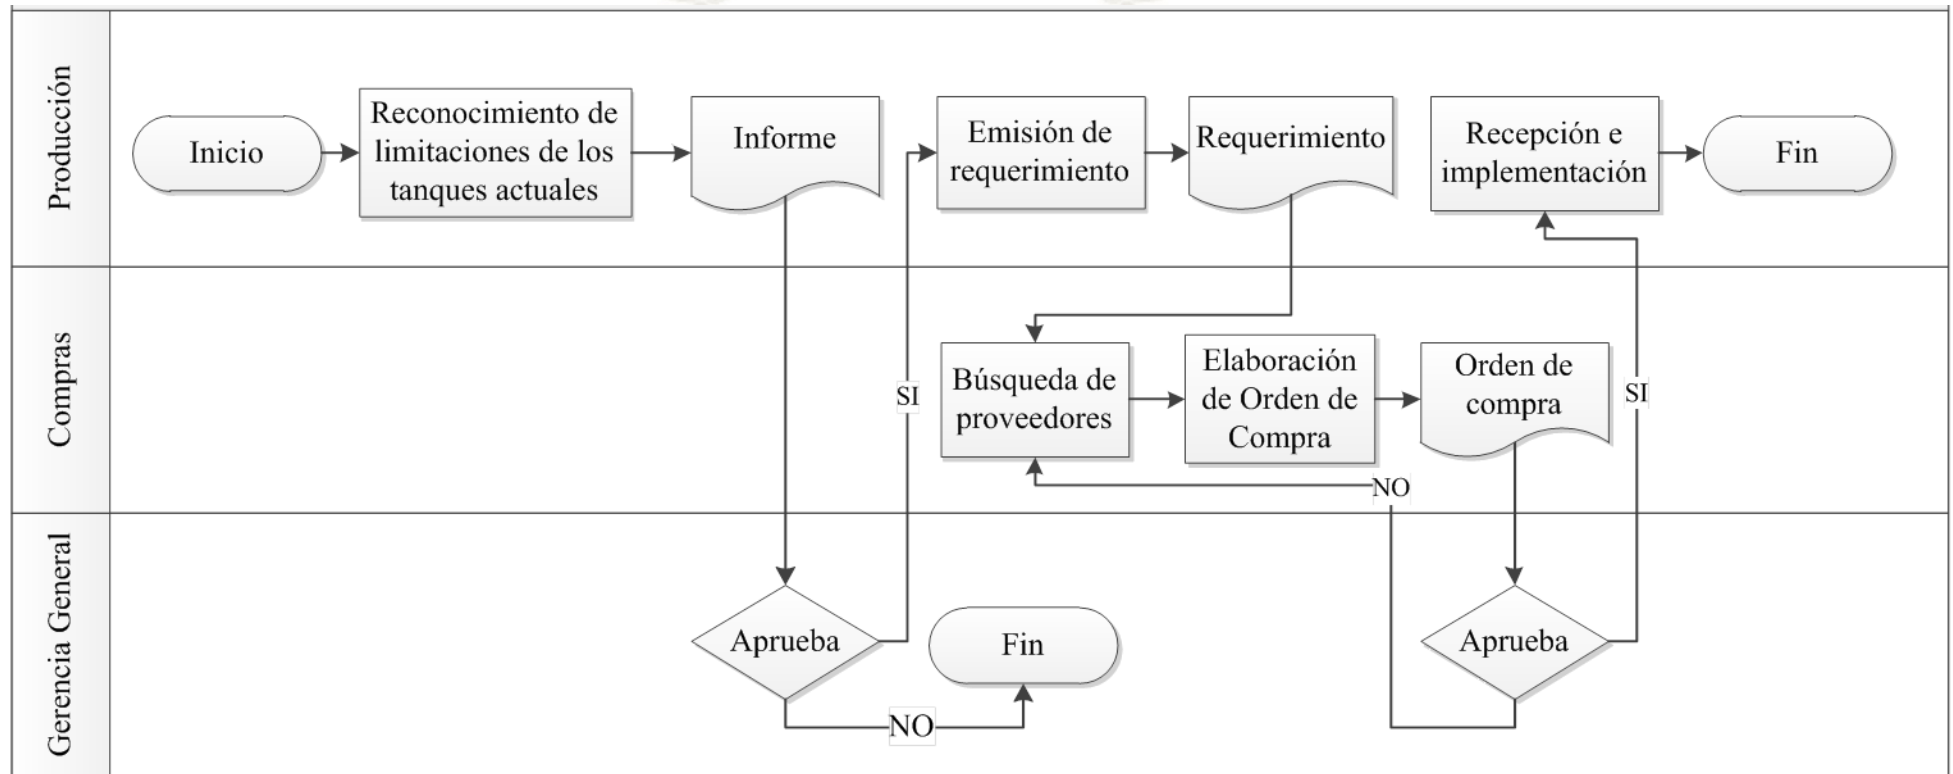 Producción
Inicio
Reconocimiento de
limitaciones de los
tanques actuales
Informe
Emisión de
requerimiento
Requerimiento
Recepción e
implementación
Fin
Compras
SI
Búsqueda de
proveedores
Elaboración
de Orden de
Compra
Orden de
compra
SI
NO
Gerencia General
Aprueba
Fin
Aprueba
NO